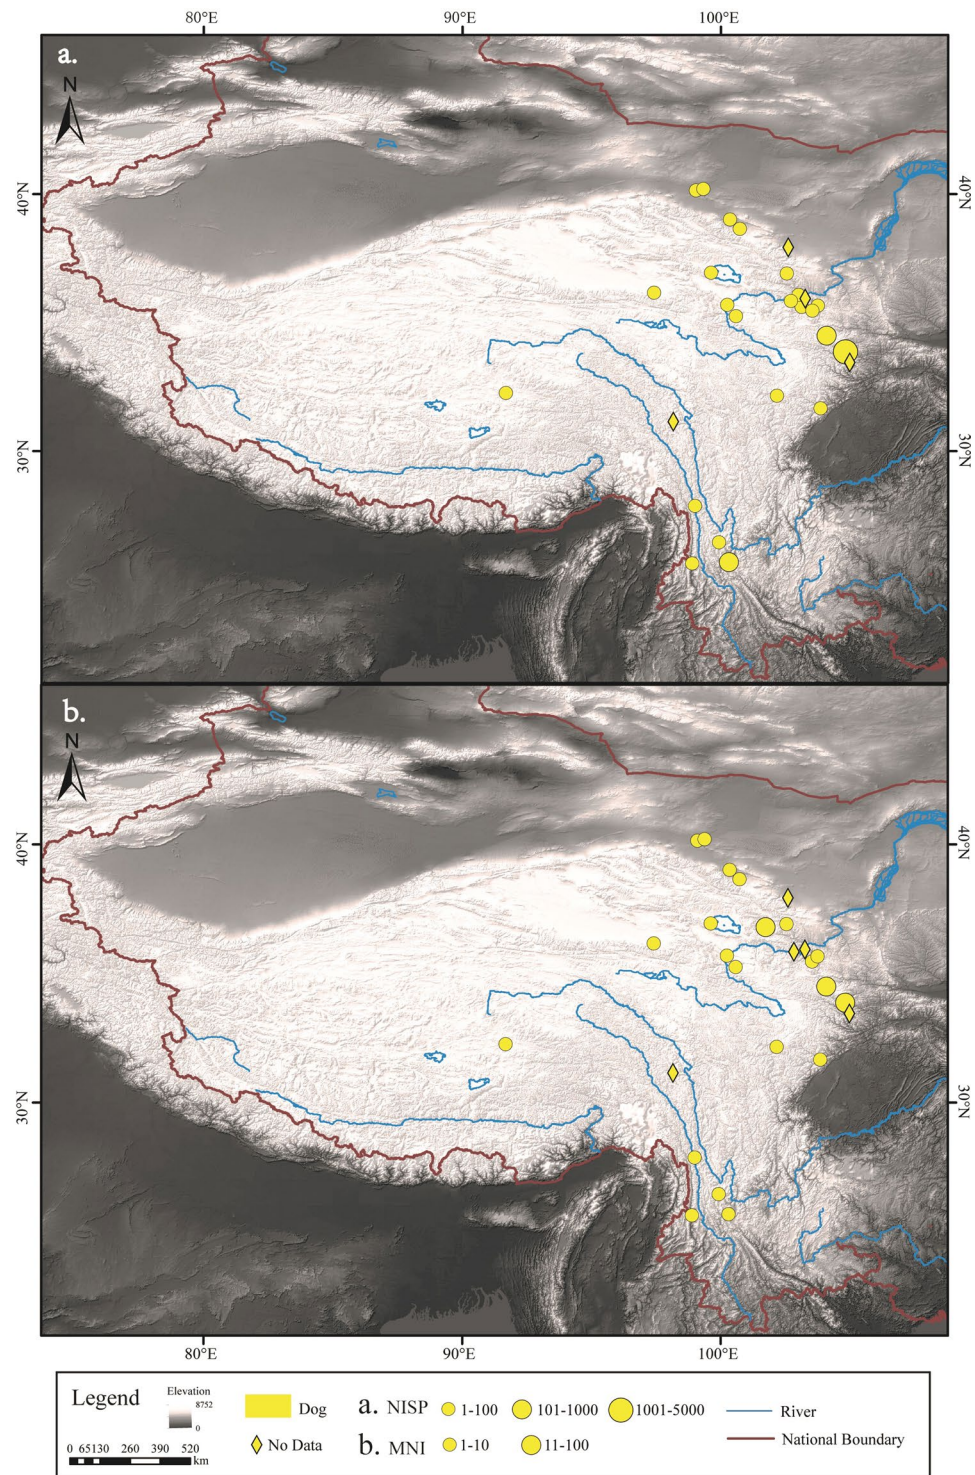 80°E 90°E 100°E
a.
N
40°N 40°N
30°N 30°N
b.
N
40°N 40°N
30°N 30°N
80°E 90°E 100°E
Legend
Elevation
8752
0
0 65130 260 390 520
km
Dog
No Data
a. NISP 1-100 101-1000 1001-5000
b. MNI 1-10 11-100
River
National Boundary